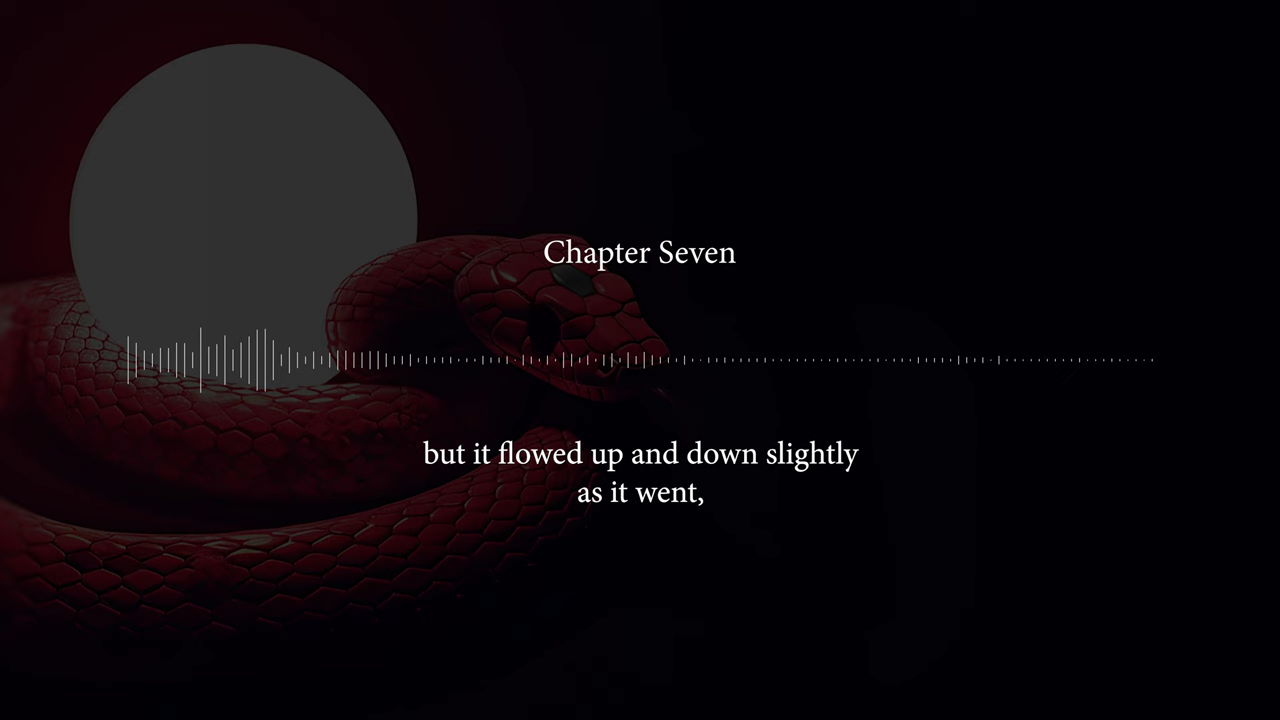 Chapter Seven
but it flowed up and down slightly
as it went,